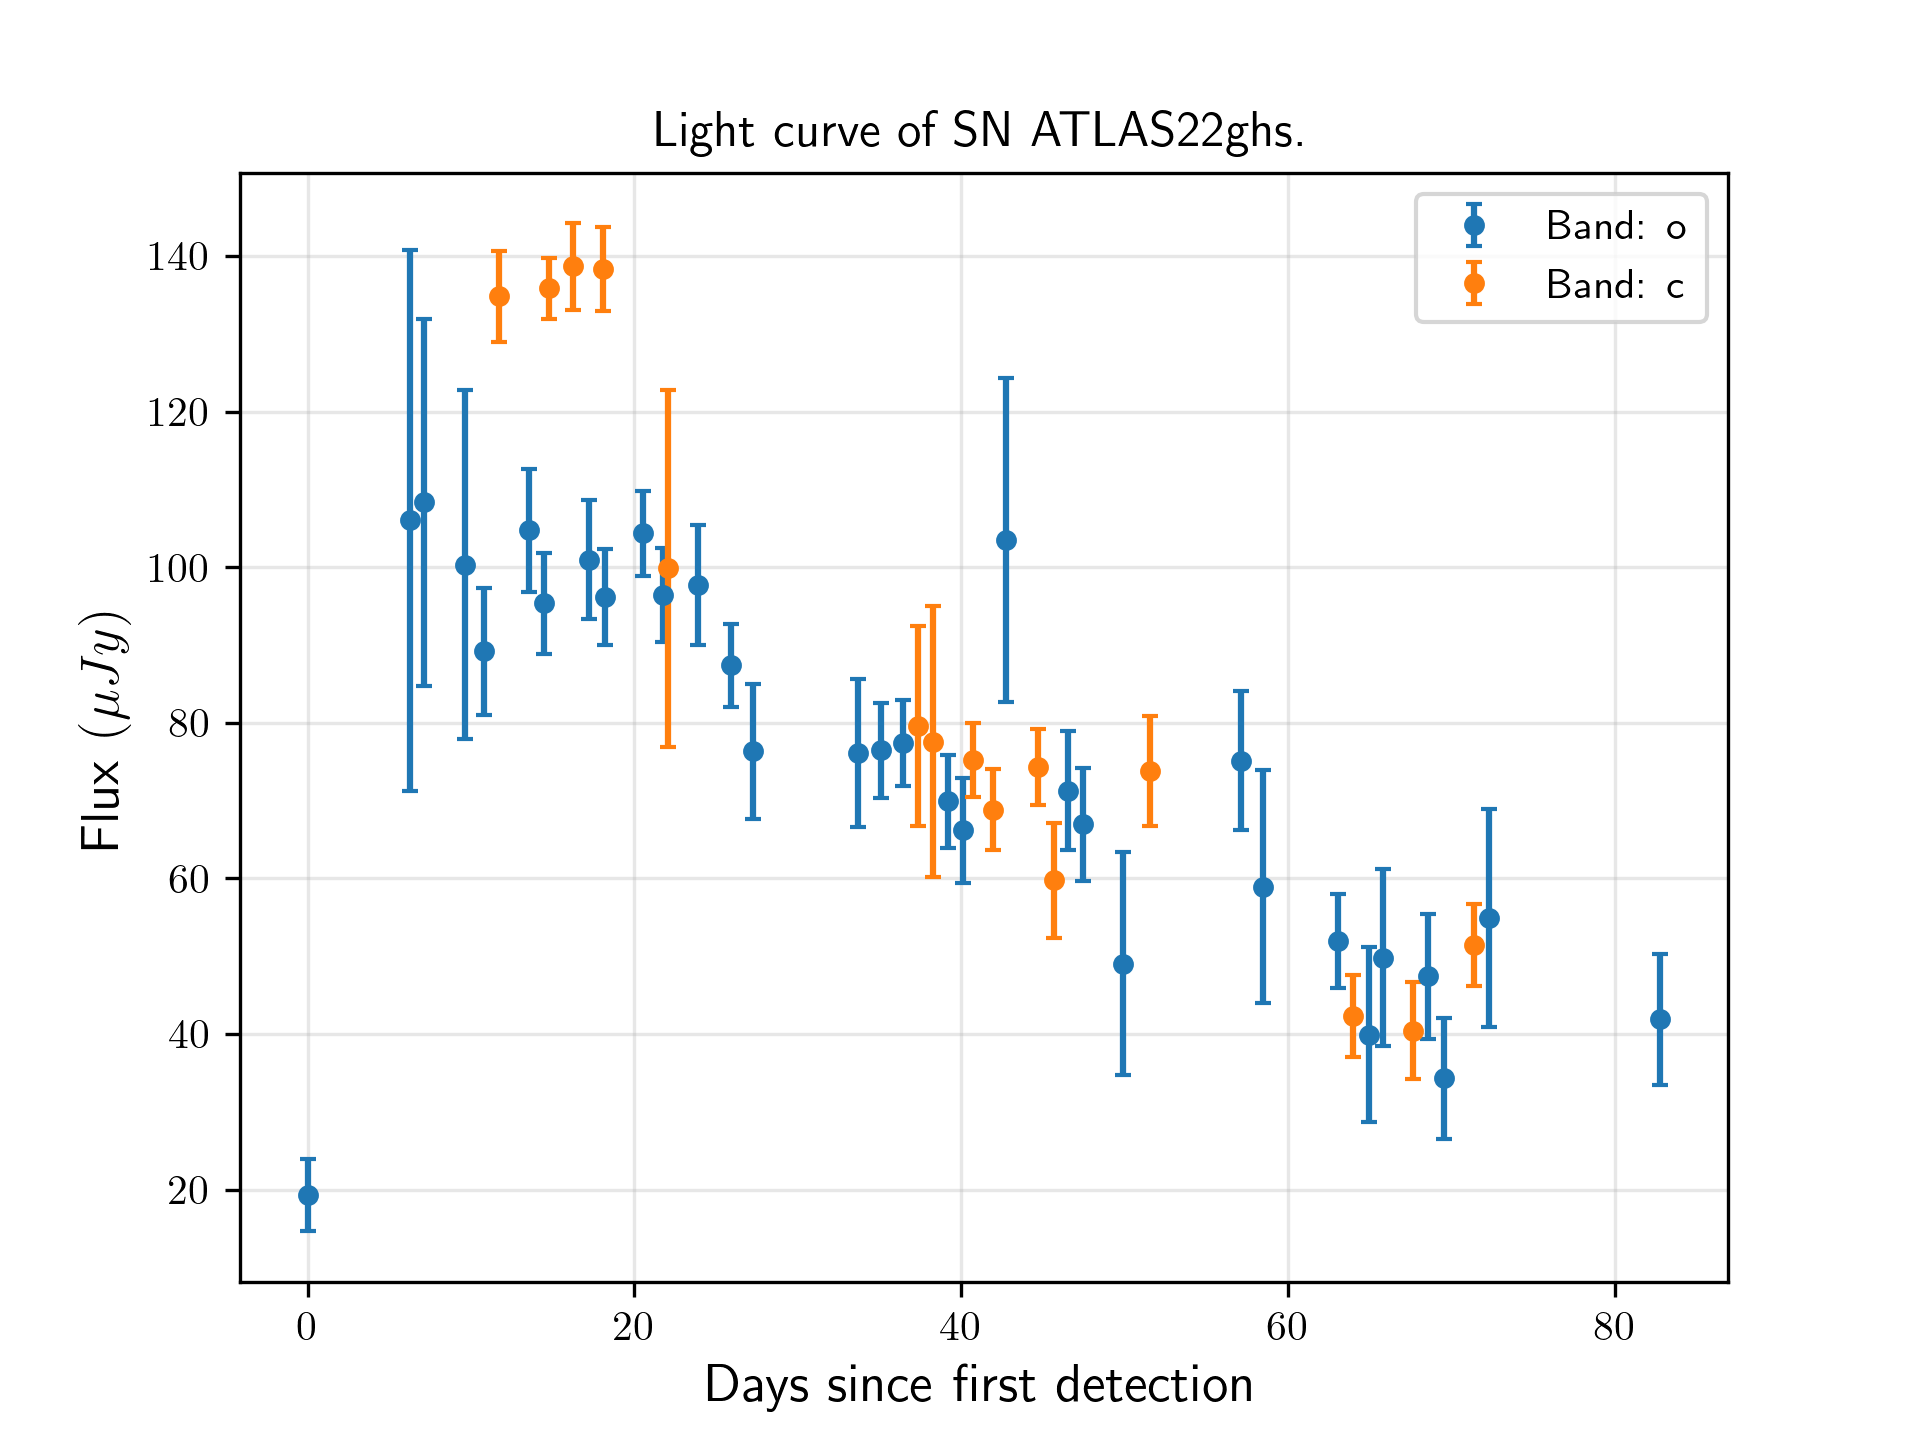 Light curve of SN ATLAS22ghs.
Band: o
Band: c
Flux (μJy)
140
120
100
80
60
40
20
0 20 40 60 80
Days since first detection